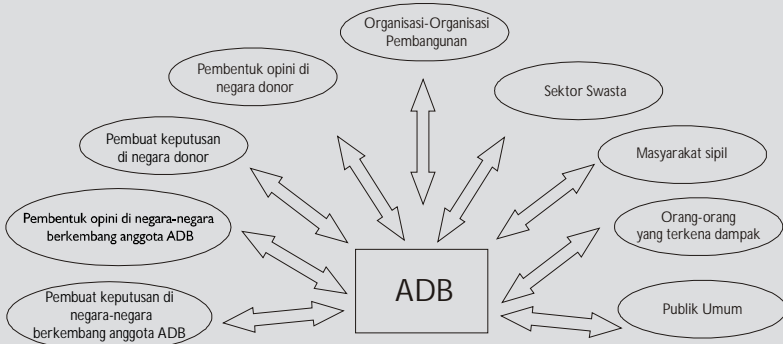 Organisasi-Organisasi
Pembangunan
Pembentuk opini di
negara donor
Sektor Swasta
Pembuat keputusan
di negara donor
Masyarakat sipil
Pembentuk opini di negara-negara
berkembang anggota ADB
Orang-orang
yang terkena dampak
Pembuat keputusan di
negara-negara
berkembang anggota ADB
ADB
Publik Umum